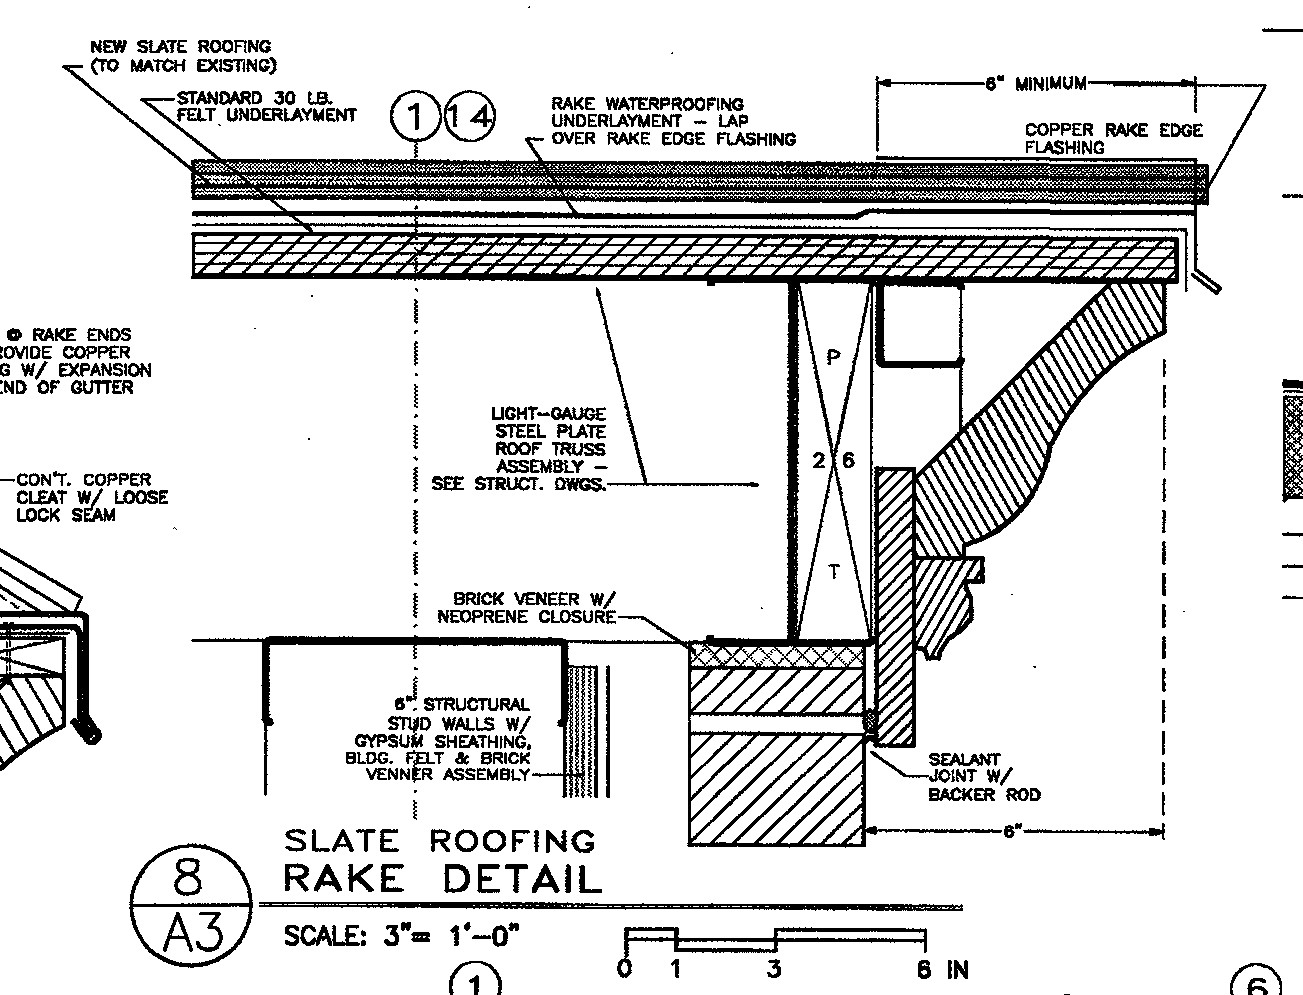 NEW SLATE ROOFING
(TO MATCH EXISTING)
STANDARD 30 LB.
FELT UNDERLAYMENT
1
14
RAKE WATERPROOFING
UNDERLAYMENT - LAP
OVER RAKE EDGE FLASHING
6" MINIMUM
COPPER RAKE EDGE
FLASHING
@ RAKE ENDS
ROVIDE COPPER
G W/ EXPANSION
END OF GUTTER
P
2 6
T
LIGHT-GAUGE
STEEL PLATE
ROOF TRUSS
ASSEMBLY -
SEE STRUCT. DWGS.
CON'T. COPPER
CLEAT W/ LOOSE
LOCK SEAM
BRICK VENEER W/
NEOPRENE CLOSURE
6" STRUCTURAL
STUD WALLS W/
GYPSUM SHEATHING,
BLDG. FELT & BRICK
VENNER ASSEMBLY
SEALANT
JOINT W/
BACKER ROD
6"
8
A3
SLATE ROOFING
RAKE DETAIL
SCALE: 3"= 1'-0"
0 1 3 6 IN
1
6